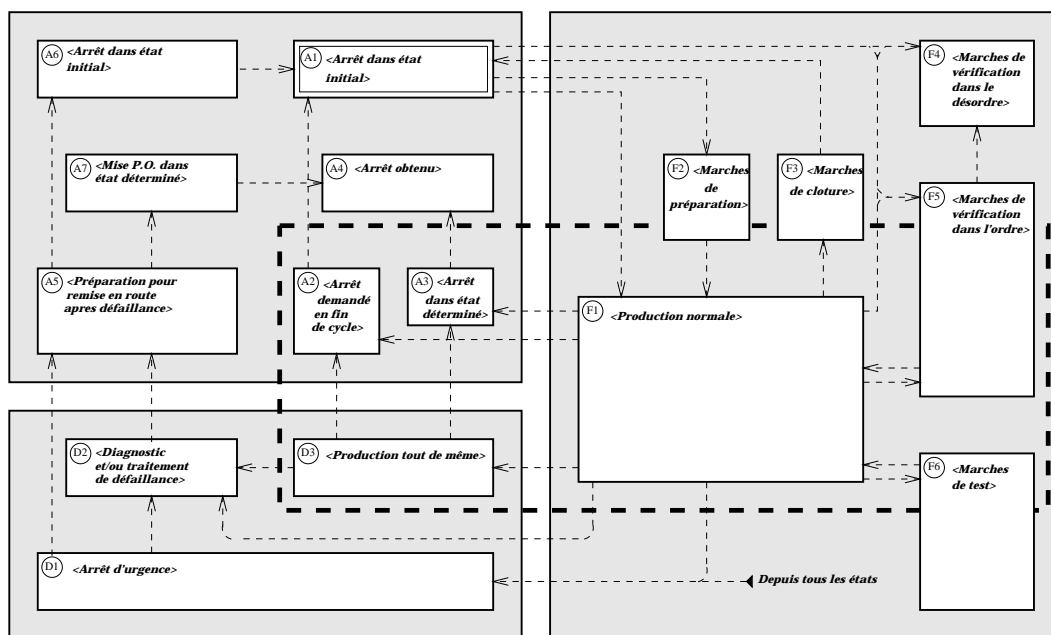 A6
<Arrêt dans état
initial>
A1
<Arrêt dans état
initial>
F4
<Marches de
vérification
dans le
désordre>
A7
<Mise P.O. dans
état déterminé>
A4
<Arrêt obtenu>
F2
<Marches
de
préparation>
F3
<Marches
de cloture>
F5
<Marches de
vérification
dans l'ordre>
A5
<Préparation pour
remise en route
apres défaillance>
A2
<Arrêt
demandé
en fin
de cycle>
A3
<Arrêt
dans état
déterminé>
F1
<Production normale>
D2
<Diagnostic
et/ou traitement
de défaillance>
D3
<Production tout de même>
F6
<Marches
de test>
D1
<Arrêt d'urgence>
Depuis tous les états